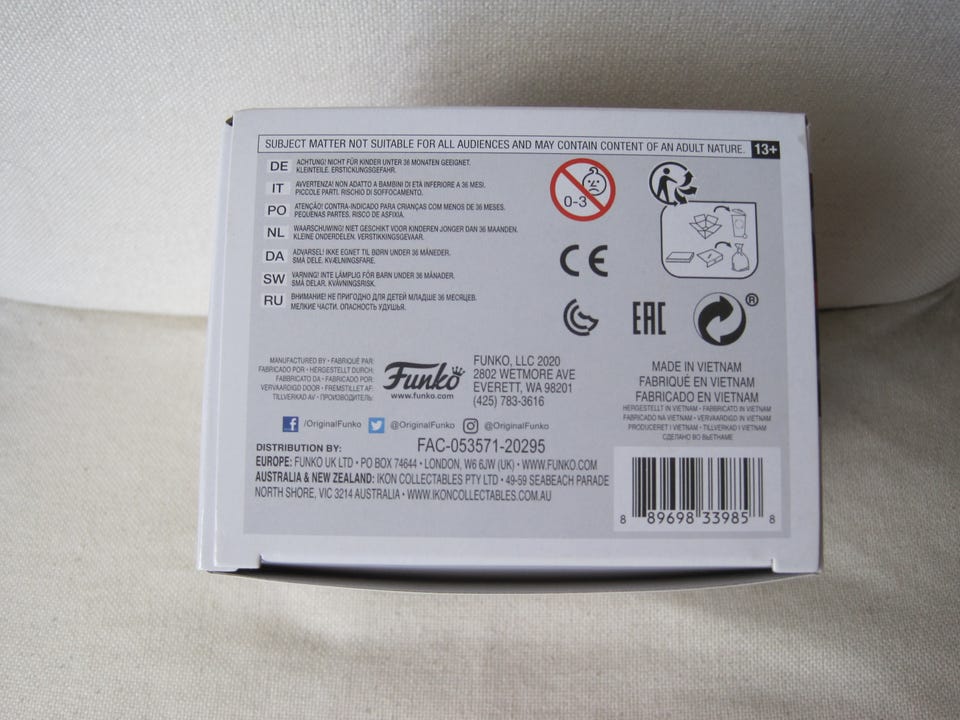 SUBJECT MATTER NOT SUITABLE FOR ALL AUDIENCES AND MAY CONTAIN CONTENT OF AN ADULT NATURE. 13+
DE ACHTUNG! NICHT FÜR KINDER UNTER 36 MONATEN GEEIGNET.
KLEINTEILE. ERSTICKUNGSGEFAHR.
IT AVVERTENZA! NON ADATTO A BAMBINI DI ETÀ INFERIORE A 36 MESI.
PICCOLE PARTI. RISCHIO DI SOFFOCAMENTO.
PO ATENÇÃO! CONTRA-INDICADO PARA CRIANÇAS COM MENOS DE 36 MESES.
PEQUENAS PARTES. RISCO DE ASFIXIA.
NL WAARSCHUWING! NIET GESCHIKT VOOR KINDEREN JONGER DAN 36 MAANDEN.
KLEINE ONDERDELEN. VERSTIKKINGSGEVAAR.
DA ADVARSEL! IKKE EGNET TIL BØRN UNDER 36 MÅNEDER.
SMÅ DELE. KVÆLNINGSFARE.
SW VARNING! INTE LÄMPLIG FÖR BARN UNDER 36 MÅNADER.
SMÅ DELAR. KVÄVNINGSRISK.
RU ВНИМАНИЕ! НЕ ПРИГОДНО ДЛЯ ДЕТЕЙ МЛАДШЕ 36 МЕСЯЦЕВ.
МЕЛКИЕ ЧАСТИ. ОПАСНОСТЬ УДУШЬЯ.
0-3
CE
EAC
®
MANUFACTURED BY • FABRIQUÉ PAR:
FABRICADO POR • HERGESTELLT DURCH:
FABBRICATO DA • FABRICADO POR:
VERVAARDIGD DOOR • FREMSTILLET AF:
TILLVERKAD AV • ПРОИЗВОДИТЕЛЬ:
Funko
www.funko.com
FUNKO, LLC 2020
2802 WETMORE AVE
EVERETT, WA 98201
(425) 783-3616
MADE IN VIETNAM
FABRIQUÉ EN VIETNAM
FABRICADO EN VIETNAM
HERGESTELLT IN VIETNAM • FABBRICATO IN VIETNAM
FABRICADO NA VIETNAM • VERVAARDIGD IN VIETNAM
PRODUCERET I VIETNAM • TILLVERKAD I VIETNAM
СДЕЛАНО ВО ВЬЕТНАМЕ
/OriginalFunko @OriginalFunko @OriginalFunko
FAC-053571-20295
DISTRIBUTION BY:
EUROPE: FUNKO UK LTD • PO BOX 74644 • LONDON, W6 6JW (UK) • WWW.FUNKO.COM
AUSTRALIA & NEW ZEALAND: IKON COLLECTABLES PTY LTD • 49-59 SEABEACH PARADE
NORTH SHORE, VIC 3214 AUSTRALIA • WWW.IKONCOLLECTABLES.COM.AU
8 89698 33985 8